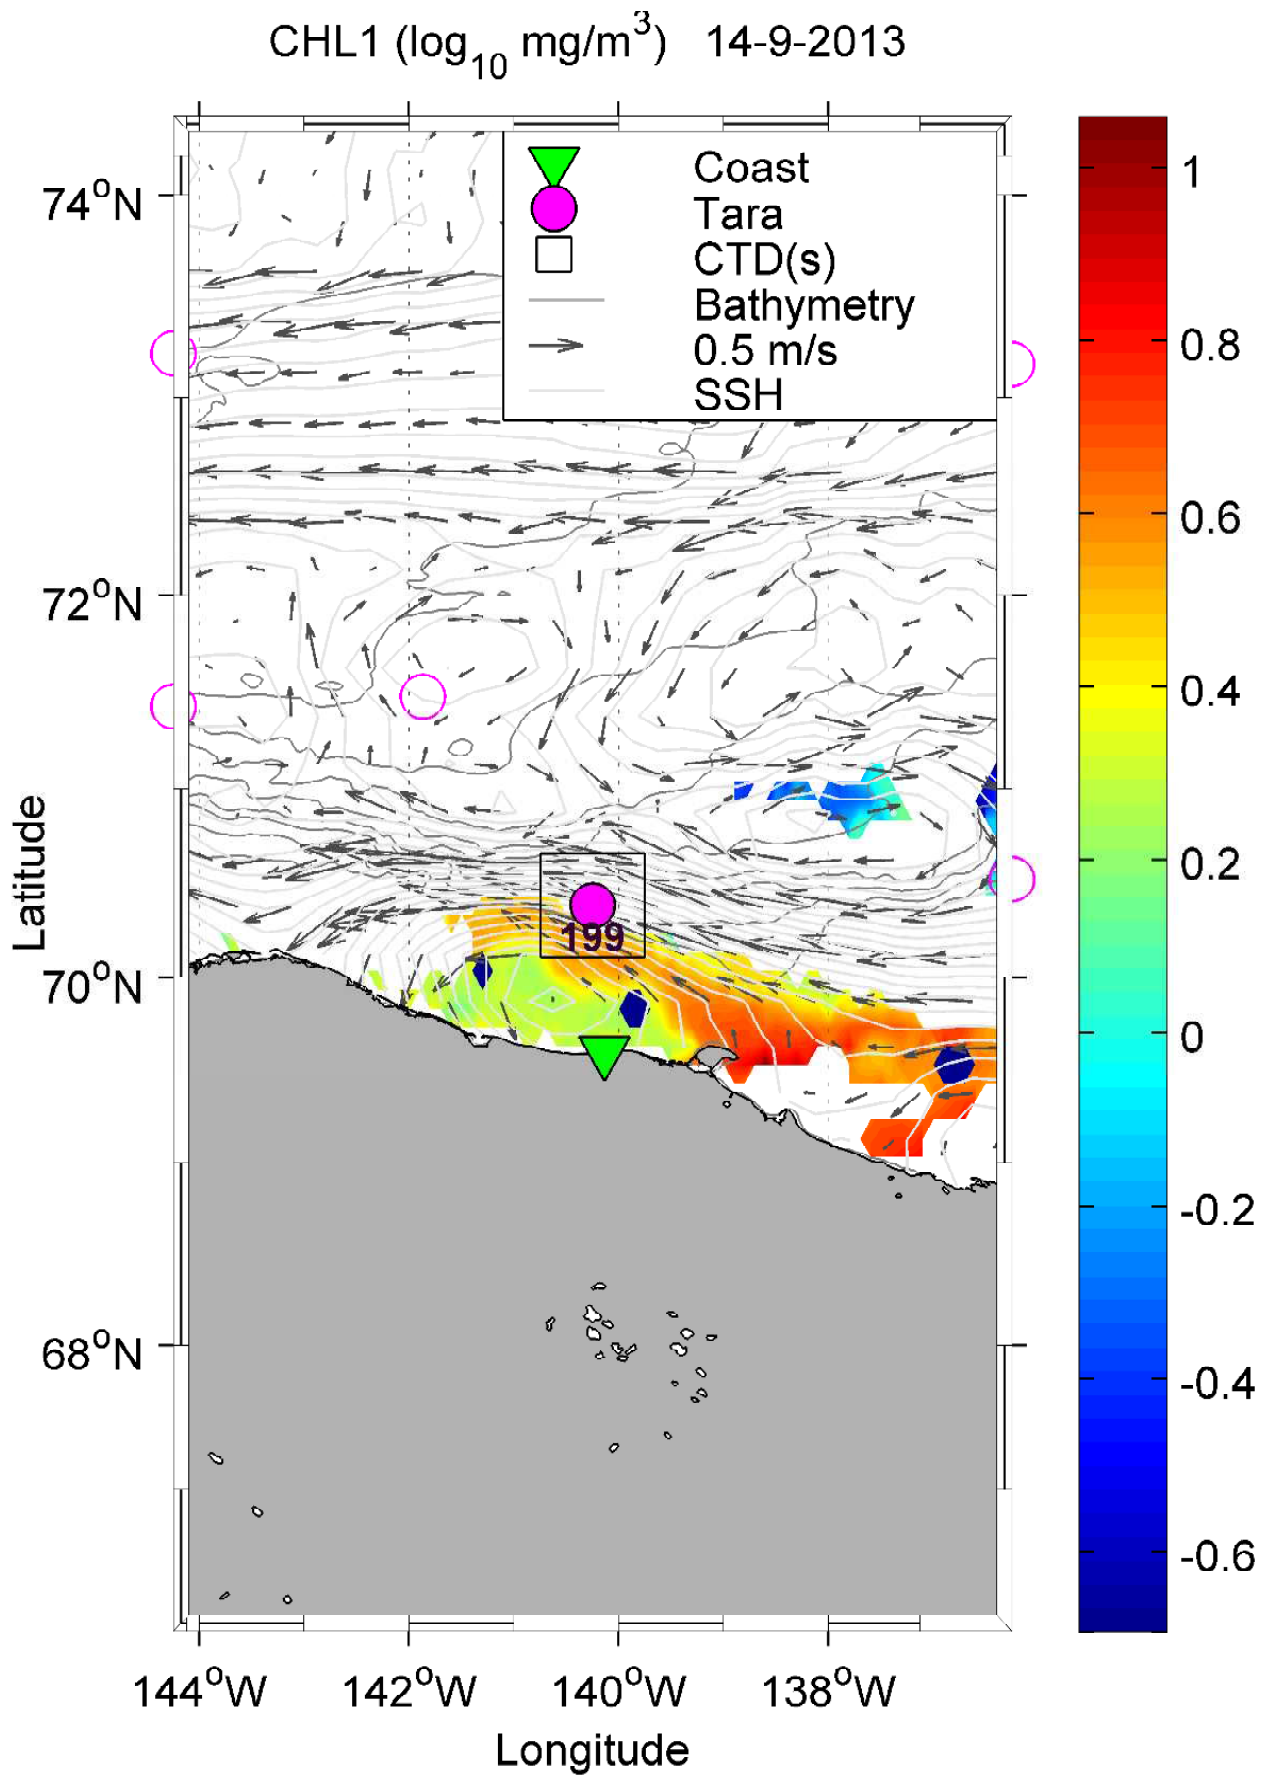 CHL1 (log10 mg/m3) 14-9-2013
Coast
Tara
CTD(s)
Bathymetry
0.5 m/s
SSH
74°N
72°N
70°N
68°N
Latitude
199
144°W 142°W 140°W 138°W
Longitude
1
0.8
0.6
0.4
0.2
0
-0.2
-0.4
-0.6